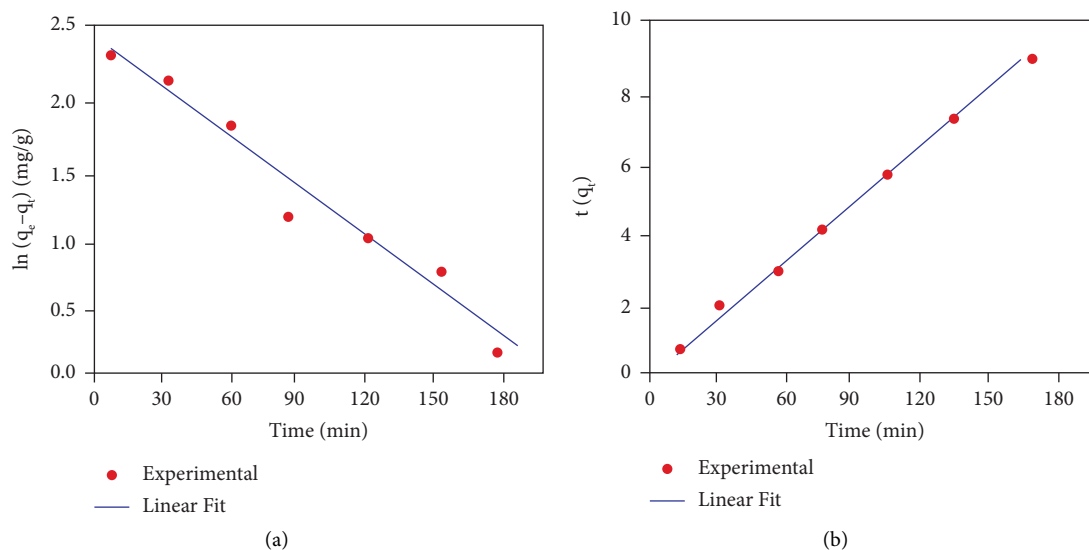 2.5
2.0
1.5
1.0
0.5
0.0
ln (qₑ−qₜ) (mg/g)
0 30 60 90 120 150 180
Time (min)
Experimental
Linear Fit
(a)
10
8
6
4
2
0
t (qₜ)
0 30 60 90 120 150 180
Time (min)
Experimental
Linear Fit
(b)